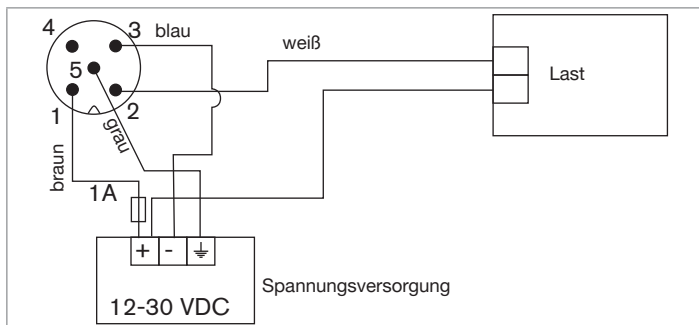 4
3
blau
weiß
5
Last
1
2
grau
braun
1A
+
-
Spannungsversorgung
12-30 VDC